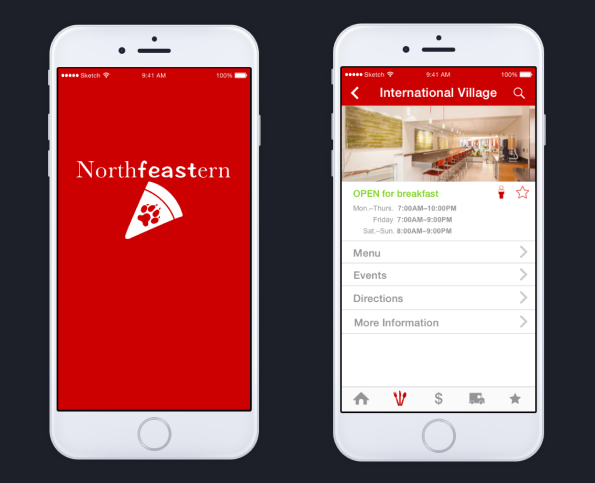 ●●●●● Sketch 9:41 AM 100%
Northfeastern
●●●●● Sketch 9:41 AM 100%
International Village
OPEN for breakfast
Mon.–Thurs. 7:00AM–10:00PM
Friday 7:00AM–9:00PM
Sat.–Sun. 8:00AM–9:00PM
Menu
Events
Directions
More Information
$